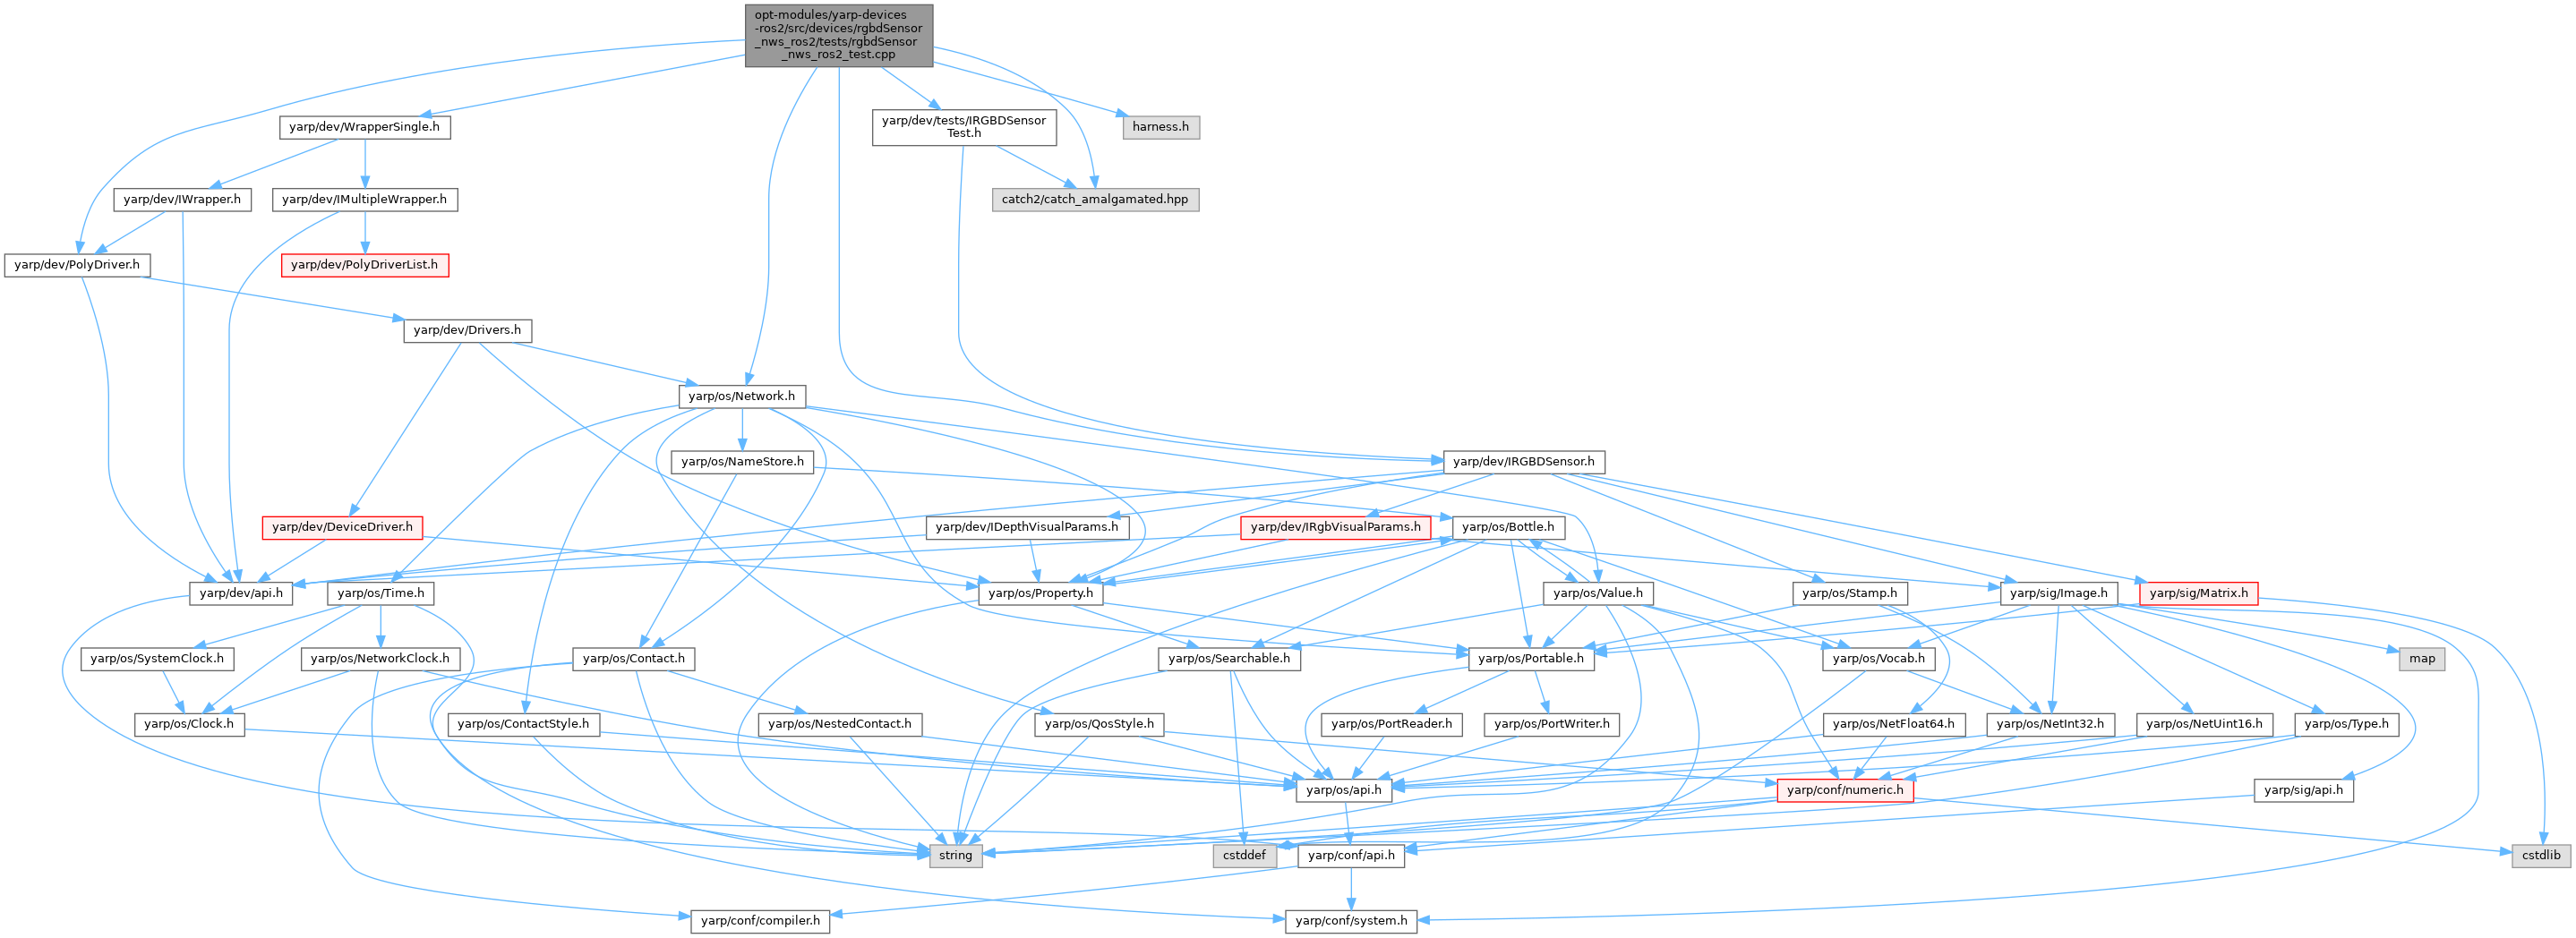 opt-modules/yarp-devices
-ros2/src/devices/rgbdSensor
_nws_ros2/tests/rgbdSensor
_nws_ros2_test.cpp
yarp/dev/WrapperSingle.h
yarp/dev/tests/IRGBDSensor
Test.h
harness.h
yarp/dev/IWrapper.h
yarp/dev/IMultipleWrapper.h
catch2/catch_amalgamated.hpp
yarp/dev/PolyDriver.h
yarp/dev/PolyDriverList.h
yarp/dev/Drivers.h
yarp/os/Network.h
yarp/os/NameStore.h
yarp/dev/IRGBDSensor.h
yarp/dev/DeviceDriver.h
yarp/dev/IDepthVisualParams.h
yarp/dev/IRgbVisualParams.h
yarp/os/Bottle.h
yarp/dev/api.h
yarp/os/Time.h
yarp/os/Property.h
yarp/os/Value.h
yarp/os/Stamp.h
yarp/sig/Image.h
yarp/sig/Matrix.h
yarp/os/SystemClock.h
yarp/os/NetworkClock.h
yarp/os/Contact.h
yarp/os/Searchable.h
yarp/os/Portable.h
yarp/os/Vocab.h
map
yarp/os/Clock.h
yarp/os/ContactStyle.h
yarp/os/NestedContact.h
yarp/os/QosStyle.h
yarp/os/PortReader.h
yarp/os/PortWriter.h
yarp/os/NetFloat64.h
yarp/os/NetInt32.h
yarp/os/NetUint16.h
yarp/os/Type.h
yarp/os/api.h
yarp/conf/numeric.h
yarp/sig/api.h
string
cstddef
yarp/conf/api.h
cstdlib
yarp/conf/compiler.h
yarp/conf/system.h